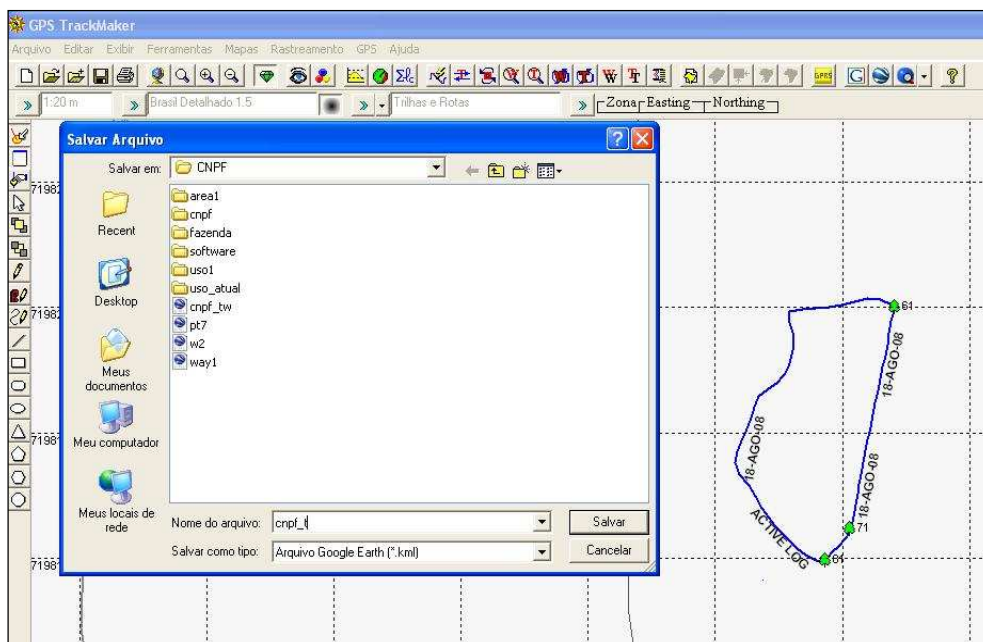 GPS TrackMaker
Arquivo Editar Exibir Ferramentas Mapas Rastreamento GPS Ajuda
1:20 m
Brasil Detalhado 1.5
Trilhas e Rotas
Zona Easting Northing
Salvar Arquivo
Salvar em: CNPF
Recent
Desktop
Meus documentos
Meu computador
Meus locais de rede
area1
cnpf
fazenda
software
uso1
uso_atual
cnpf_tw
pt7
w2
way1
Nome do arquivo: cnpf_t
Salvar
Salvar como tipo: Arquivo Google Earth (*.kml)
Cancelar
61
18-AGO-08
18-AGO-08
18-AGO-08
71
ACTIVE LOG